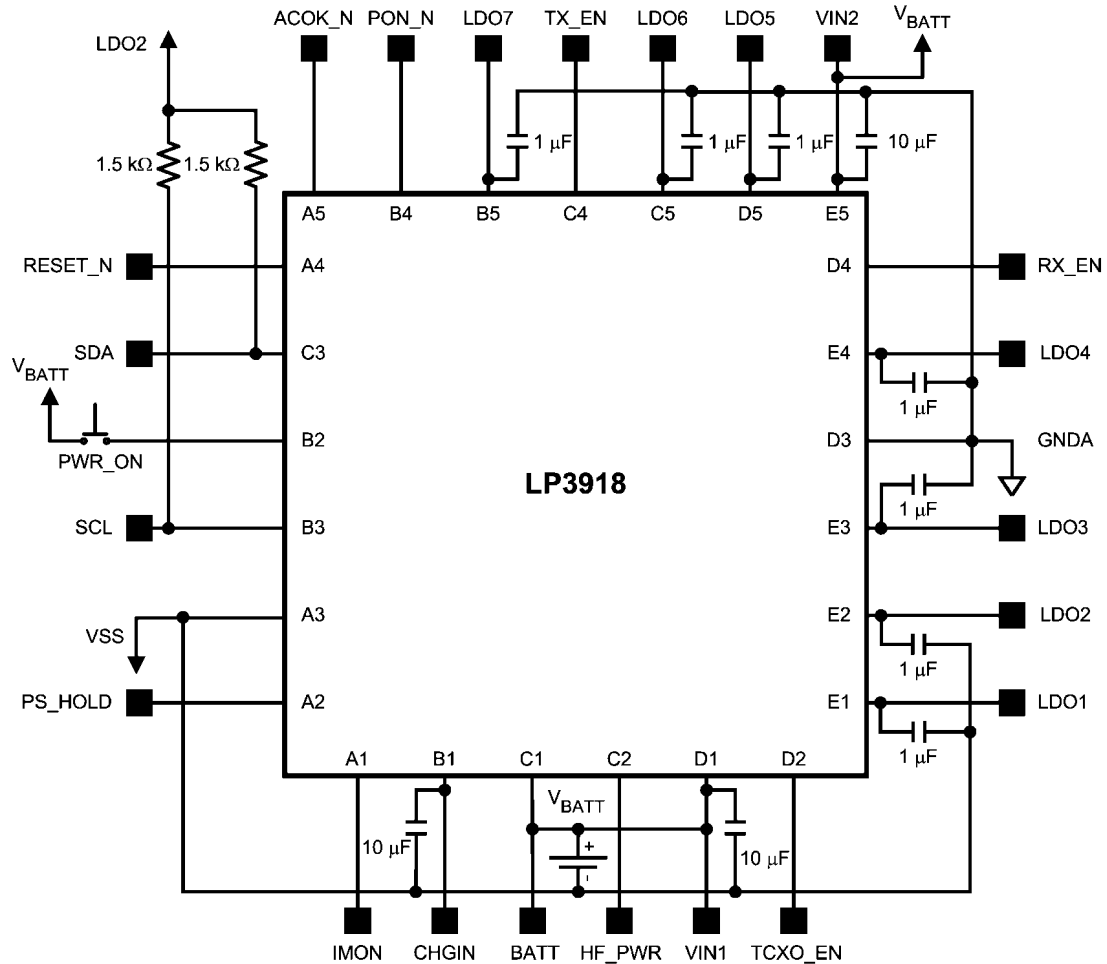 ACOK_N PON_N LDO7 TX_EN LDO6 LDO5 VIN2 VBATT
LDO2
1.5 kΩ 1.5 kΩ 1 µF 1 µF 1 µF 10 µF
A5 B4 B5 C4 C5 D5 E5
RESET_N A4 D4 RX_EN
SDA C3 E4 LDO4
VBATT
1 µF
B2 D3 GNDA
PWR_ON
LP3918
1 µF
SCL B3 E3 LDO3
A3 E2 LDO2
VSS
1 µF
PS_HOLD A2 E1 LDO1
1 µF
A1 B1 C1 C2 D1 D2
VBATT
10 µF + 10 µF
-
IMON CHGIN BATT HF_PWR VIN1 TCXO_EN